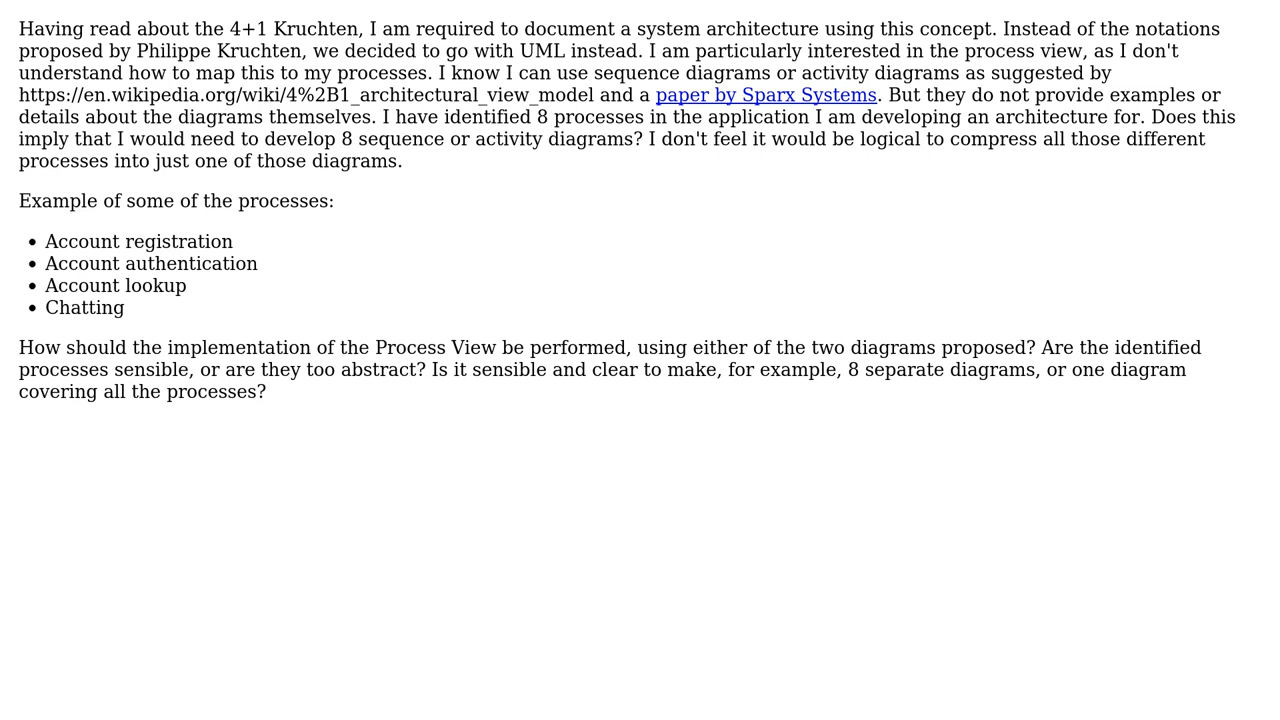 Having read about the 4+1 Kruchten, I am required to document a system architecture using this concept. Instead of the notations
proposed by Philippe Kruchten, we decided to go with UML instead. I am particularly interested in the process view, as I don't
understand how to map this to my processes. I know I can use sequence diagrams or activity diagrams as suggested by
https://en.wikipedia.org/wiki/4%2B1_architectural_view_model and a paper by Sparx Systems. But they do not provide examples or
details about the diagrams themselves. I have identified 8 processes in the application I am developing an architecture for. Does this
imply that I would need to develop 8 sequence or activity diagrams? I don't feel it would be logical to compress all those different
processes into just one of those diagrams.
Example of some of the processes:
• Account registration
• Account authentication
• Account lookup
• Chatting
How should the implementation of the Process View be performed, using either of the two diagrams proposed? Are the identified
processes sensible, or are they too abstract? Is it sensible and clear to make, for example, 8 separate diagrams, or one diagram
covering all the processes?